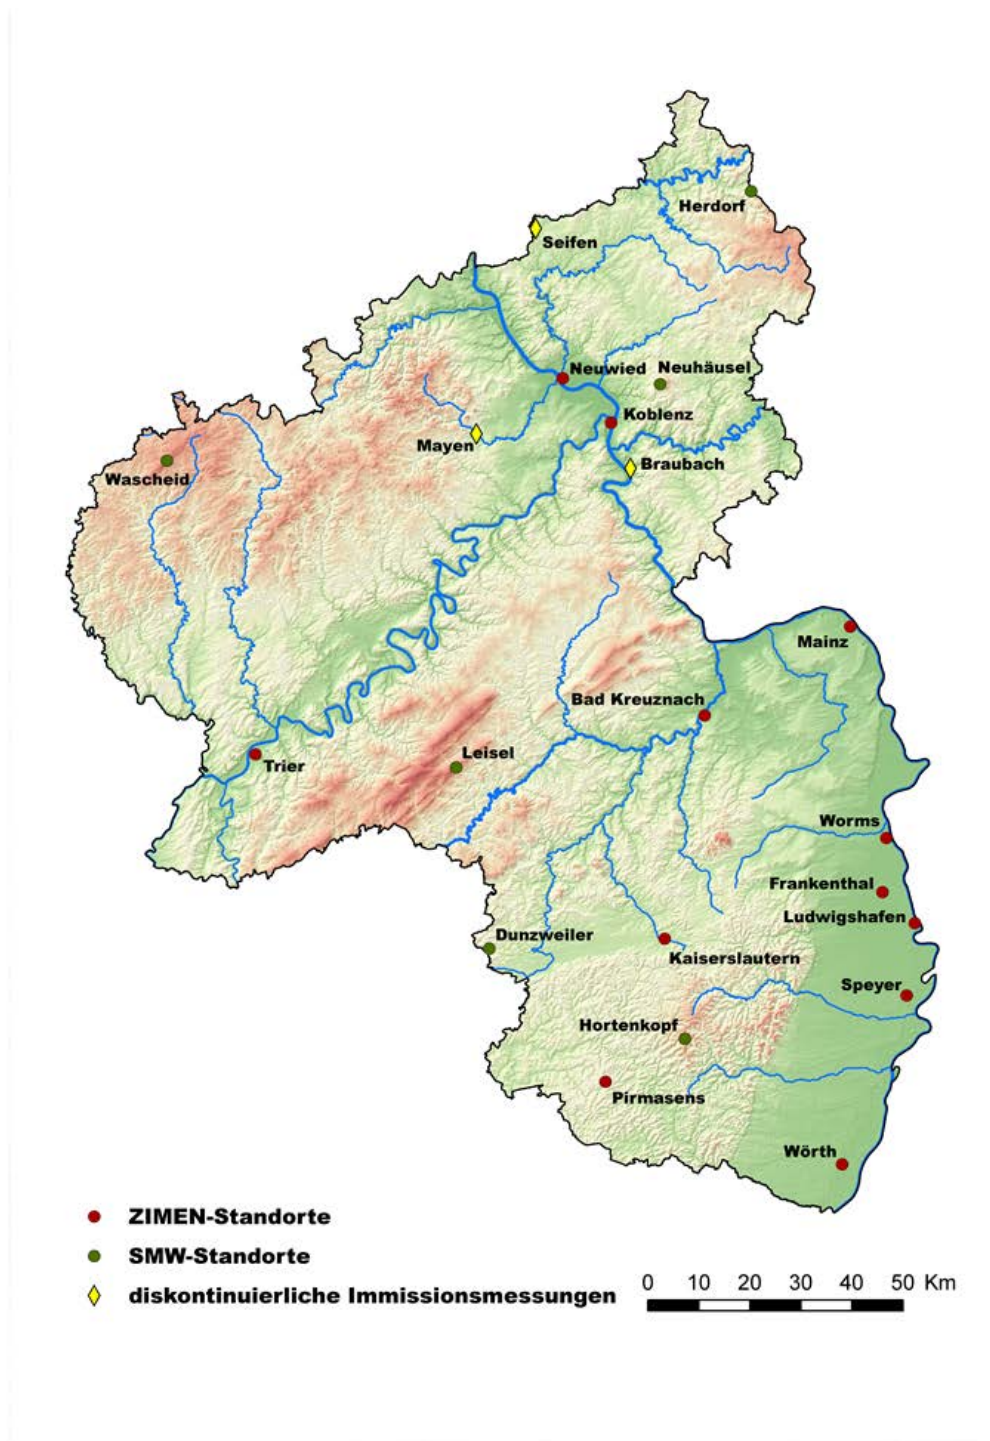 Herdorf
Seifen
Neuwied
Neuhäusel
Koblenz
Mayen
Braubach
Wascheid
Mainz
Bad Kreuznach
Leisel
Trier
Worms
Frankenthal
Ludwigshafen
Dunzweiler
Kaiserslautern
Speyer
Hortenkopf
Pirmasens
Wörth
ZIMEN-Standorte
SMW-Standorte
diskontinuierliche Immissionsmessungen
0 10 20 30 40 50 Km